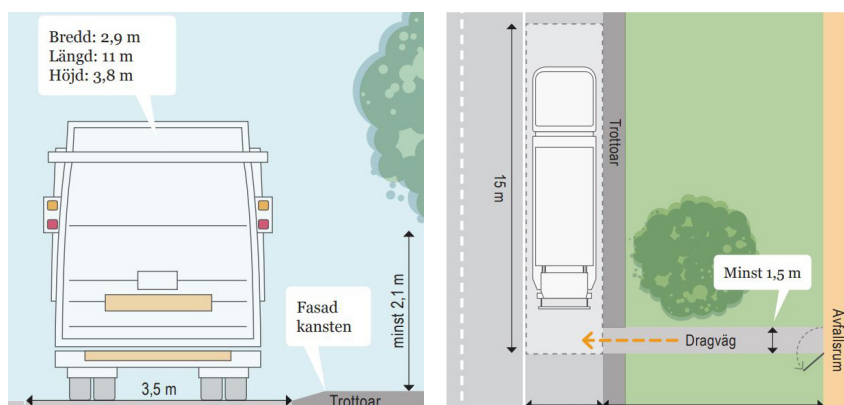 Bredd: 2,9 m
Längd: 11 m
Höjd: 3,8 m
minst 2,1 m
Fasad
kansten
3,5 m
Trottoar
15 m
Trottoar
Minst 1,5 m
Dragväg
Avfallsrum